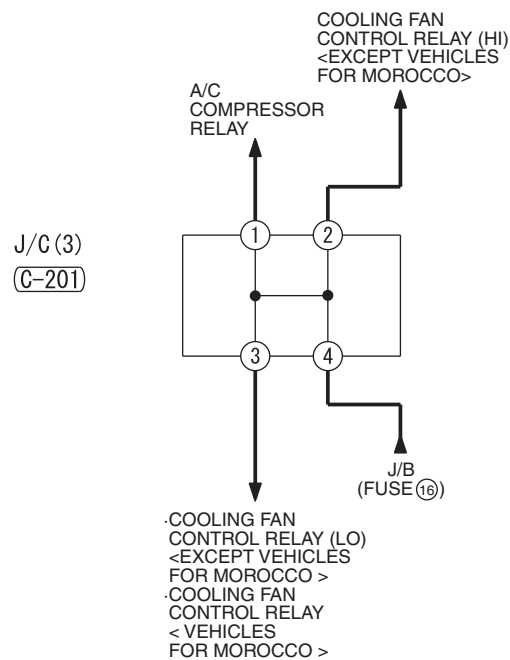 COOLING FAN
CONTROL RELAY (HI)
<EXCEPT VEHICLES
FOR MOROCCO>
A/C
COMPRESSOR
RELAY
J/C (3)
C-201
1
2
3
4
J/B
(FUSE 16)
·COOLING FAN
CONTROL RELAY (LO)
<EXCEPT VEHICLES
FOR MOROCCO >
·COOLING FAN
CONTROL RELAY
< VEHICLES
FOR MOROCCO >